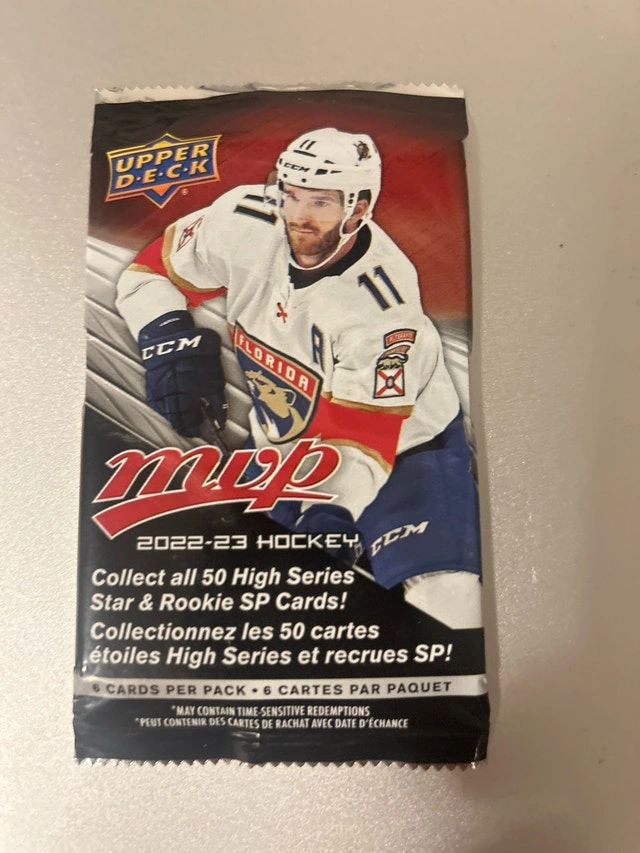 UPPER
D·E·C·K
11
CCM
11
11
A
CCM
FLORIDA
mvp
2022-23 HOCKEY
CCM
Collect all 50 High Series
Star & Rookie SP Cards!
Collectionnez les 50 cartes
étoiles High Series et recrues SP!
6 CARDS PER PACK • 6 CARTES PAR PAQUET
*MAY CONTAIN TIME-SENSITIVE REDEMPTIONS
*PEUT CONTENIR DES CARTES DE RACHAT AVEC DATE D'ÉCHANCE